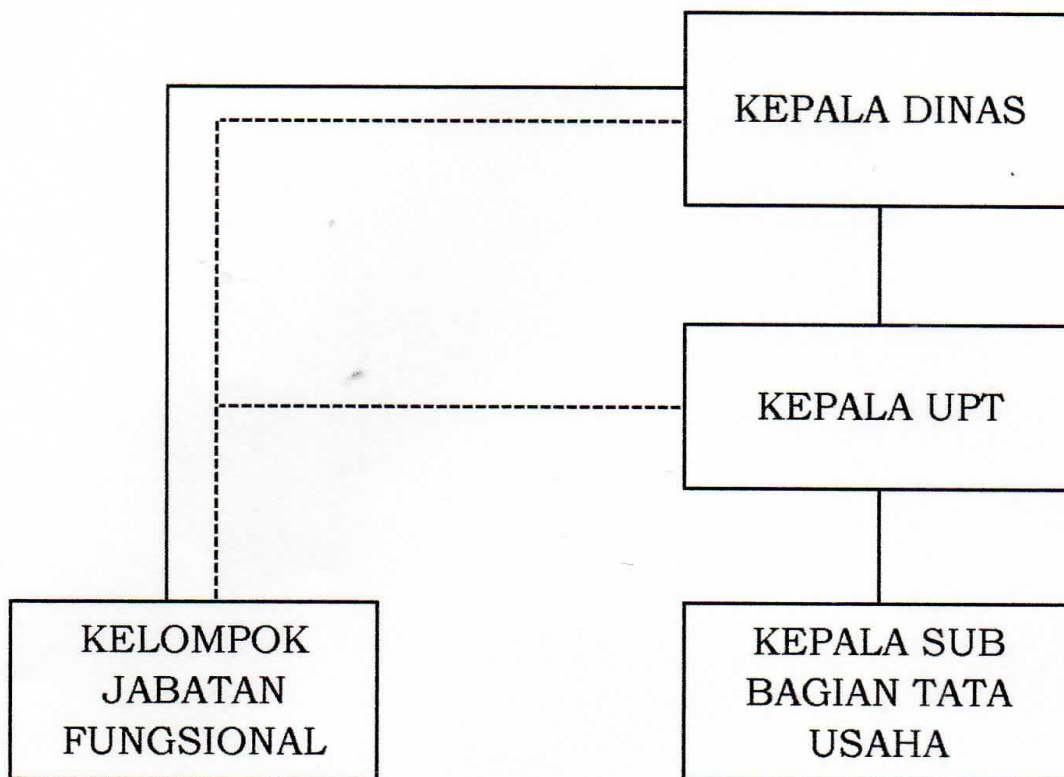 KEPALA DINAS
KEPALA UPT
KELOMPOK
JABATAN
FUNGSIONAL
KEPALA SUB
BAGIAN TATA
USAHA